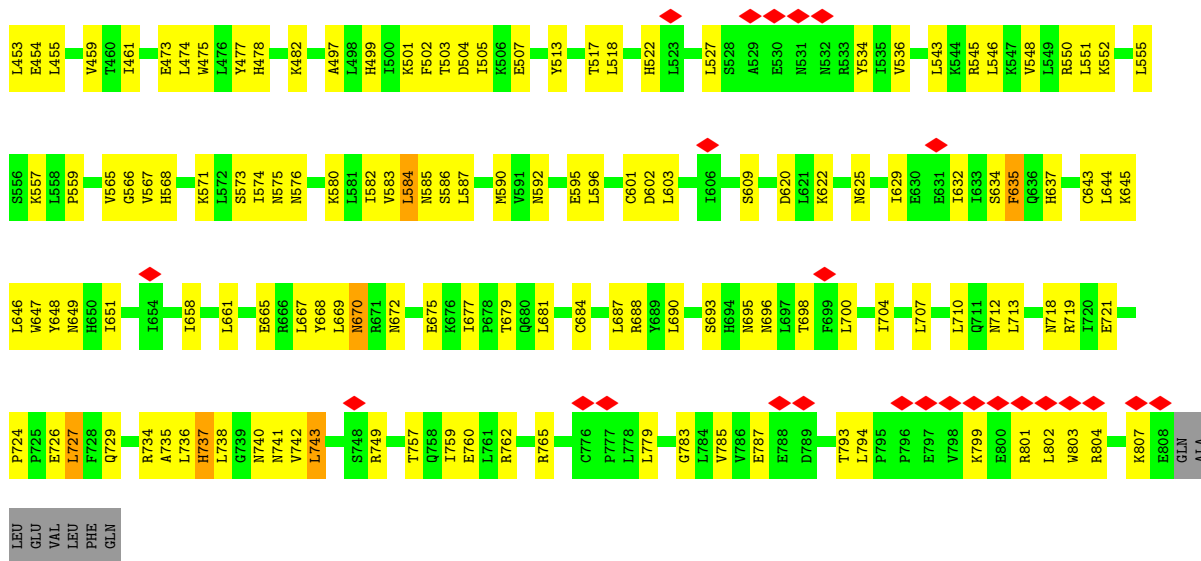 L453 E454 L455 V459 T460 I461 E473 L474 W475 L476 Y477 H478 K482 A497 L498 H499 I500 K501 F502 T503 D504 I505 K506 E507 Y513 T517 L518 H522 L523 L527 S528 A529 E530 N531 N532 R533 Y534 I535 V536 L543 K544 R545 L546 K547 V548 L549 R550 L551 K552 L555
S556 K557 L558 P559 V565 G566 V567 H568 K571 L572 S573 I574 N575 N576 K580 L581 I582 V583 L584 N585 S586 L587 M590 V591 N592 E595 L596 C601 D602 L603 I606 S609 D620 L621 K622 N625 I629 E630 E631 I632 I633 S634 F635 Q636 H637 C643 L644 K645
L646 W647 Y648 N649 H650 I651 I654 I658 L661 E665 R666 L667 Y668 L669 N670 R671 N672 E675 K676 I677 P678 T679 Q680 L681 C684 L687 R688 Y689 L690 S693 H694 N695 N696 L697 T698 F699 L700 I704 L707 L710 Q711 N712 L713 N718 R719 I720 E721
P724 P725 E726 L727 F728 Q729 R734 A735 L736 H737 L738 G739 N740 N741 V742 L743 S748 R749 T757 Q758 I759 E760 L761 R762 R765 C776 P777 L778 L779 G783 L784 V785 V786 E787 E788 D789 T793 L794 P795 P796 E797 V798 K799 E800 R801 L802 W803 R804 K807 E808 GLN ALA
LEU GLU VAL LEU PHE GLN